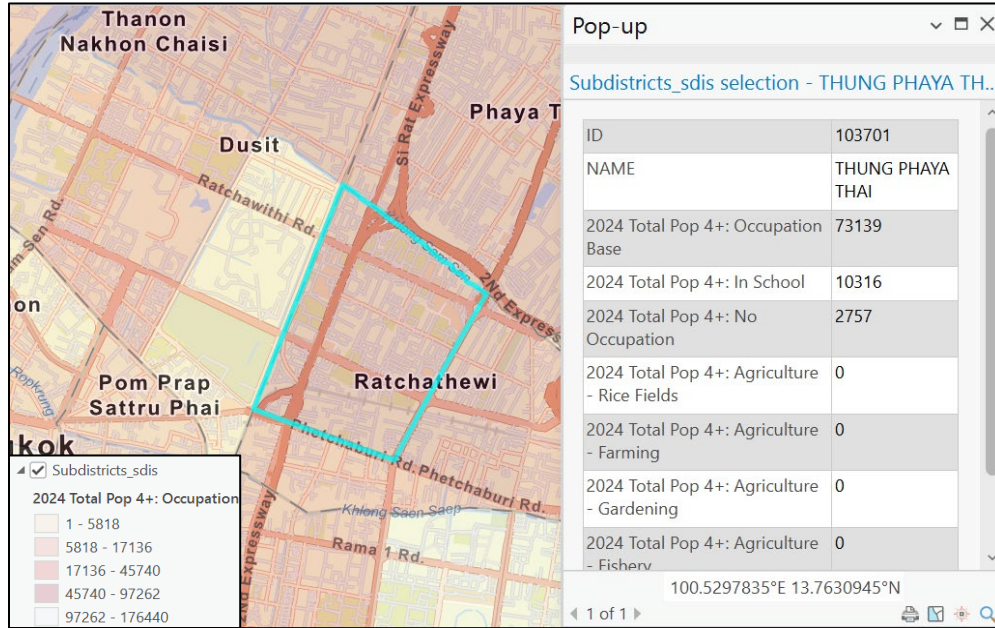 Thanon
Nakhon Chaisi
Si Rat Expressway
Phaya T
Dusit
Ratchawithi Rd.
am Sen Rd.
2Nd Express
on
Ratchathewi
Pom Prap
Sattru Phai
Ropkrung
kok
Phetchaburi Rd. Phetchaburi Rd.
Khlong Saen Saep
Rama 1 Rd.
2Nd Expressway
Subdistricts_sdis
2024 Total Pop 4+: Occupation
1 - 5818
5818 - 17136
17136 - 45740
45740 - 97262
97262 - 176440
Pop-up
Subdistricts_sdis selection - THUNG PHAYA TH...
ID 103701
NAME THUNG PHAYA
THAI
2024 Total Pop 4+: Occupation 73139
Base
2024 Total Pop 4+: In School 10316
2024 Total Pop 4+: No 2757
Occupation
2024 Total Pop 4+: Agriculture 0
- Rice Fields
2024 Total Pop 4+: Agriculture 0
- Farming
2024 Total Pop 4+: Agriculture 0
- Gardening
2024 Total Pop 4+: Agriculture 0
- Fishery
100.5297835°E 13.7630945°N
1 of 1